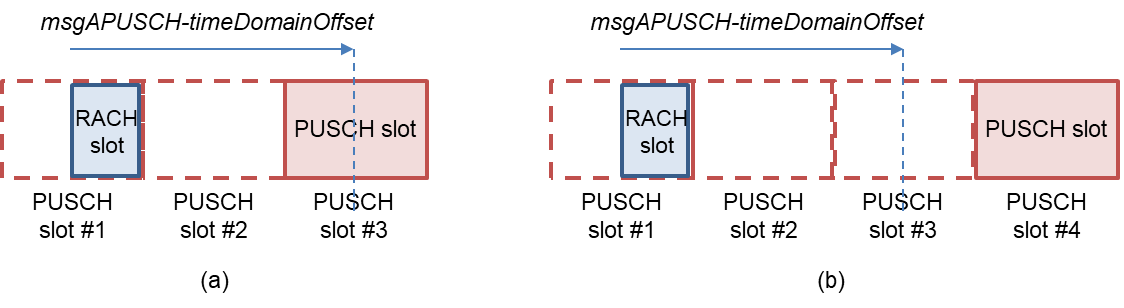 msgAPUSCH-timeDomainOffset
RACH
slot
PUSCH slot
PUSCH
slot #1
PUSCH
slot #2
PUSCH
slot #3
(a)
msgAPUSCH-timeDomainOffset
RACH
slot
PUSCH slot
PUSCH
slot #1
PUSCH
slot #2
PUSCH
slot #3
PUSCH
slot #4
(b)